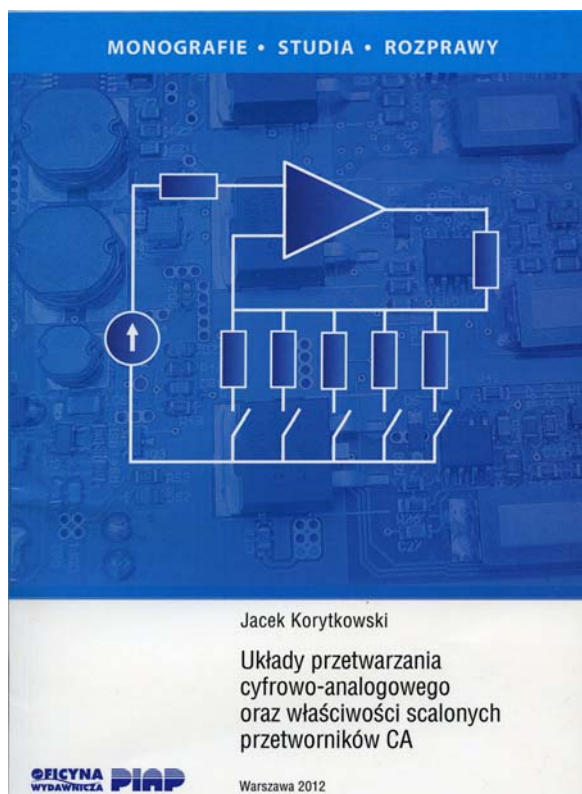 MONOGRAFIE • STUDIA • ROZPRAWY
Jacek Korytkowski
Układy przetwarzania
cyfrowo-analogowego
oraz właściwości scalonych
przetworników CA
OFICYNA
WYDAWNICZA PIAP
Warszawa 2012